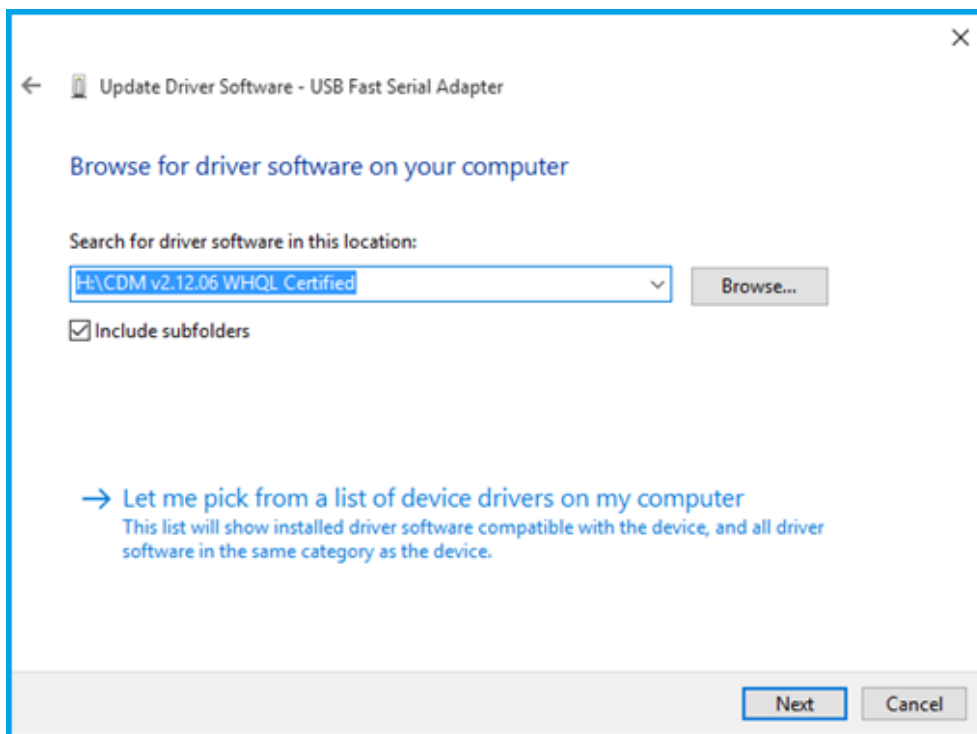 Update Driver Software - USB Fast Serial Adapter
Browse for driver software on your computer
Search for driver software in this location:
H:\CDM v2.12.06 WHQL Certified
Browse...
Include subfolders
Let me pick from a list of device drivers on my computer
This list will show installed driver software compatible with the device, and all driver
software in the same category as the device.
Next
Cancel